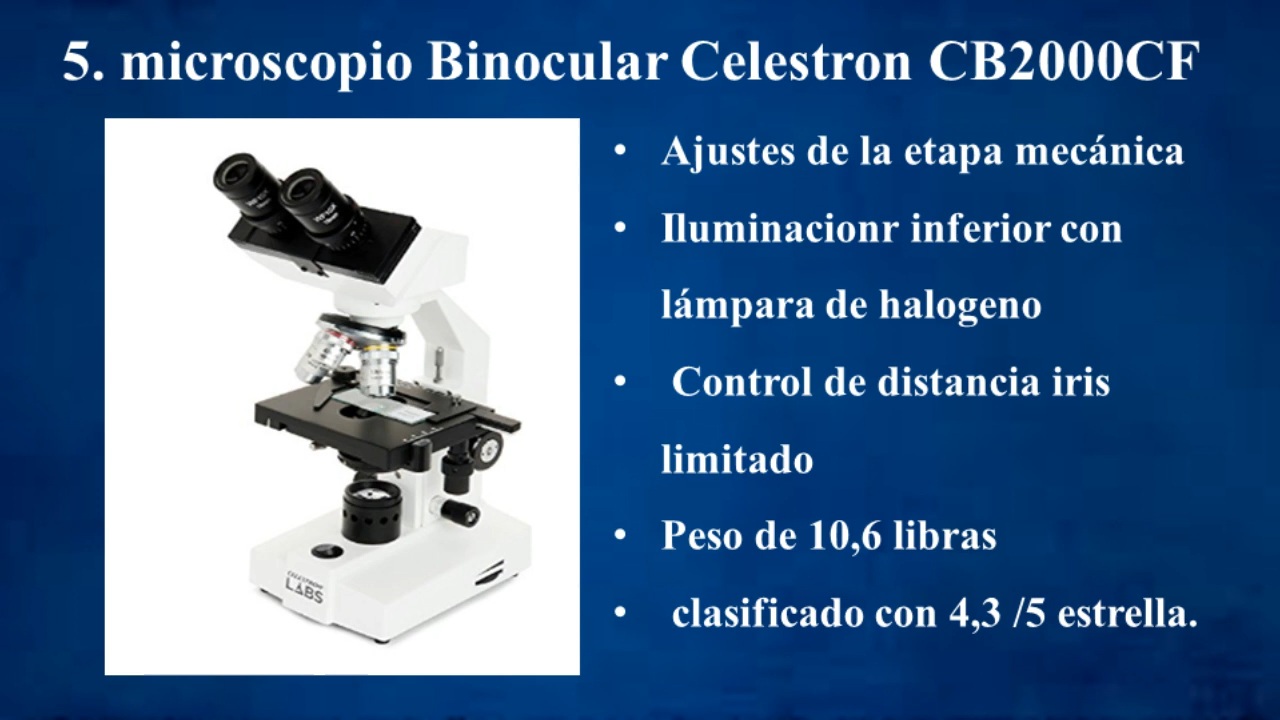 5. microscopio Binocular Celestron CB2000CF
• Ajustes de la etapa mecánica
• Iluminacionr inferior con
lámpara de halogeno
• Control de distancia iris
limitado
• Peso de 10,6 libras
• clasificado con 4,3 /5 estrella.
CELESTRON
LABS